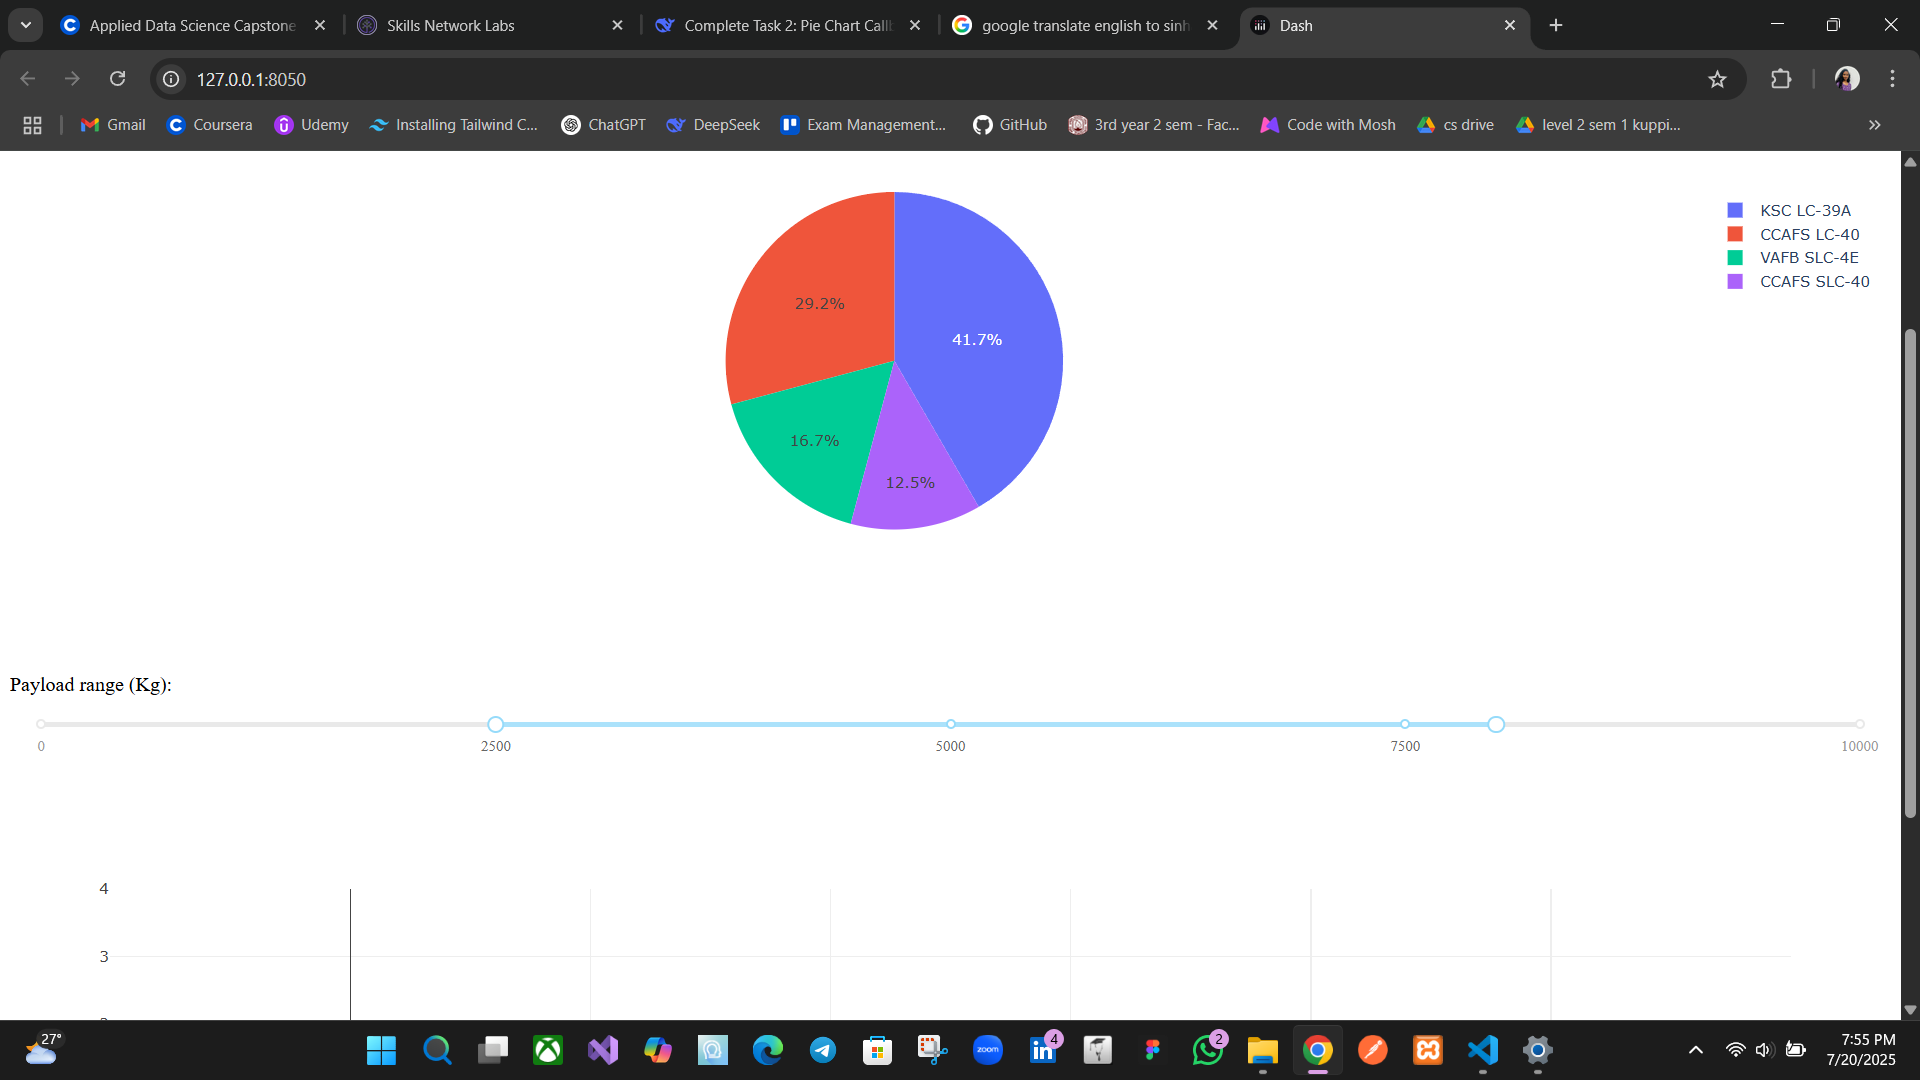 Applied Data Science Capstone
Skills Network Labs
Complete Task 2: Pie Chart Callb
google translate english to sinh
Dash
127.0.0.1:8050
Gmail
Coursera
Udemy
Installing Tailwind C...
ChatGPT
DeepSeek
Exam Management...
GitHub
3rd year 2 sem - Fac...
Code with Mosh
cs drive
level 2 sem 1 kuppi...
KSC LC-39A
CCAFS LC-40
VAFB SLC-4E
CCAFS SLC-40
29.2%
41.7%
16.7%
12.5%
Payload range (Kg):
0
2500
5000
7500
10000
4
3
27°
zoom
4
2
7:55 PM
7/20/2025